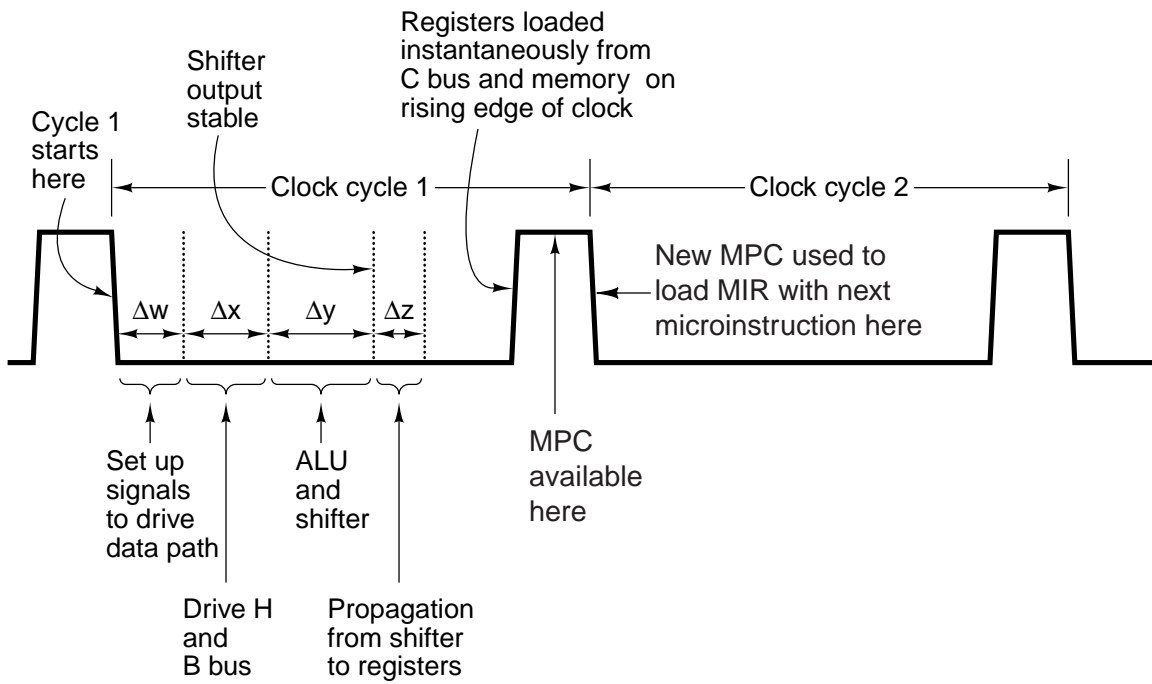 Registers loaded
instantaneously from
C bus and memory on
rising edge of clock
Shifter
output
stable
Cycle 1
starts
here
Clock cycle 1
Clock cycle 2
New MPC used to
load MIR with next
microinstruction here
Δw
Δx
Δy
Δz
Set up
signals
to drive
data path
ALU
and
shifter
MPC
available
here
Drive H
and
B bus
Propagation
from shifter
to registers